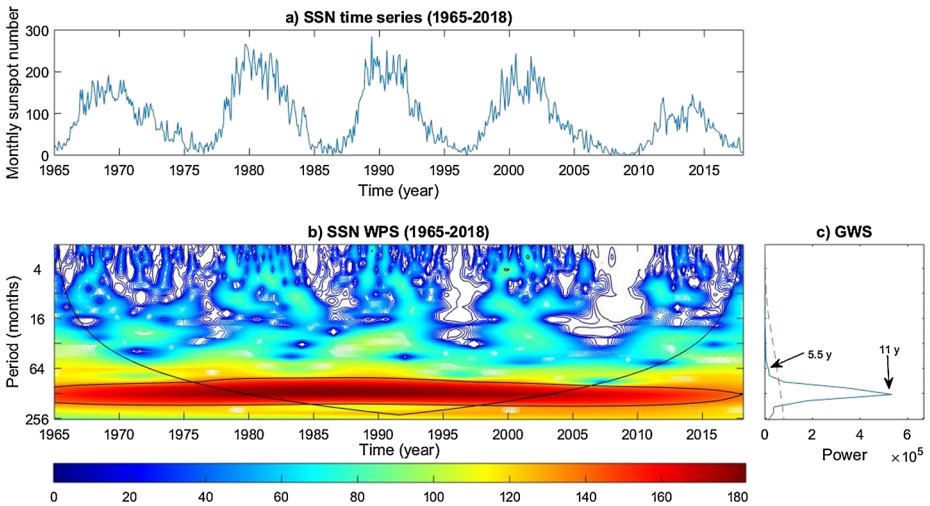 a) SSN time series (1965-2018)
Monthly sunspot number
300
200
100
0
1965 1970 1975 1980 1985 1990 1995 2000 2005 2010 2015
Time (year)
b) SSN WPS (1965-2018)
Period (months)
4
16
64
256
1965 1970 1975 1980 1985 1990 1995 2000 2005 2010 2015
Time (year)
0 20 40 60 80 100 120 140 160 180
c) GWS
5.5 y
11 y
0 2 4 6
Power ×10⁵